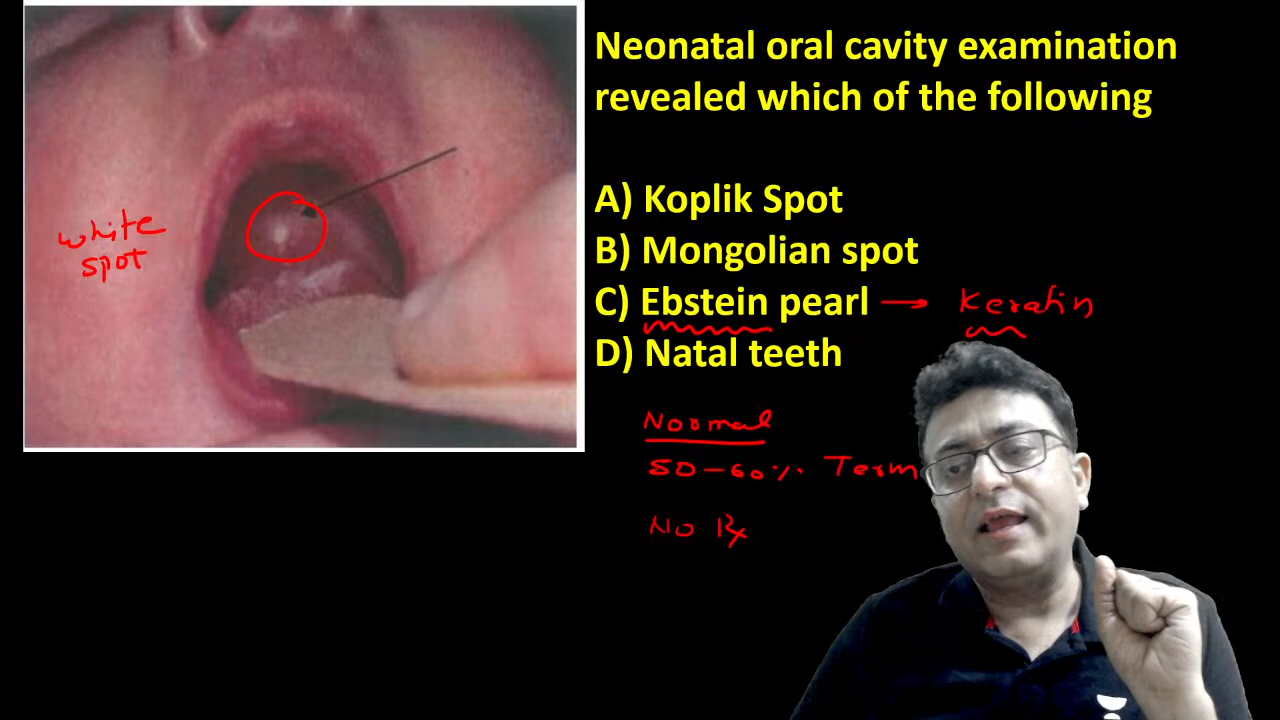 Neonatal oral cavity examination
revealed which of the following
A) Koplik Spot
B) Mongolian spot
C) Ebstein pearl → Keratin
D) Natal teeth
white
spot
Normal
50-60% Term
No Rx